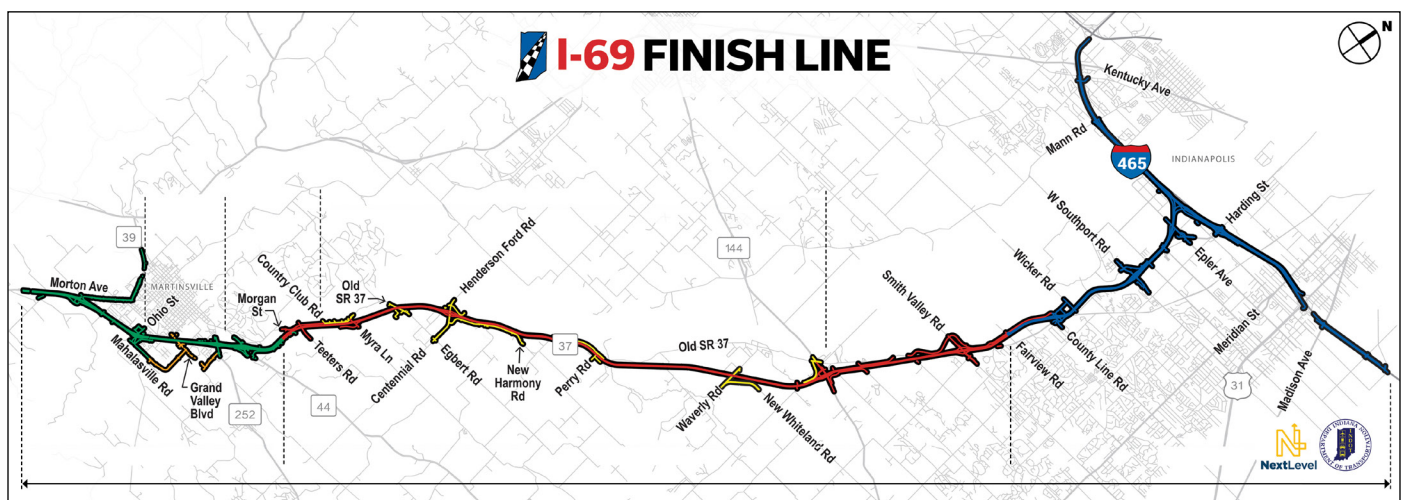 I-69 FINISH LINE
N
Kentucky Ave
Mann Rd
465
INDIANAPOLIS
Harding St
W Southport Rd
Epler Ave
Wicker Rd
Meridian St
Madison Ave
31
County Line Rd
Fairview Rd
Smith Valley Rd
144
Henderson Ford Rd
Old
SR 37
Country Club Rd
Morgan
St
39
Morton Ave
MARTINSVILLE
Ohio St
Mahalasville Rd
Grand
Valley
Blvd
252
Teeters Rd
44
Myra Ln
Centennial Rd
Egbert Rd
New
Harmony
Rd
37
Perry Rd
Old SR 37
Waverly Rd
New Whiteland Rd
NextLevel
INDIANA DEPARTMENT OF TRANSPORTATION